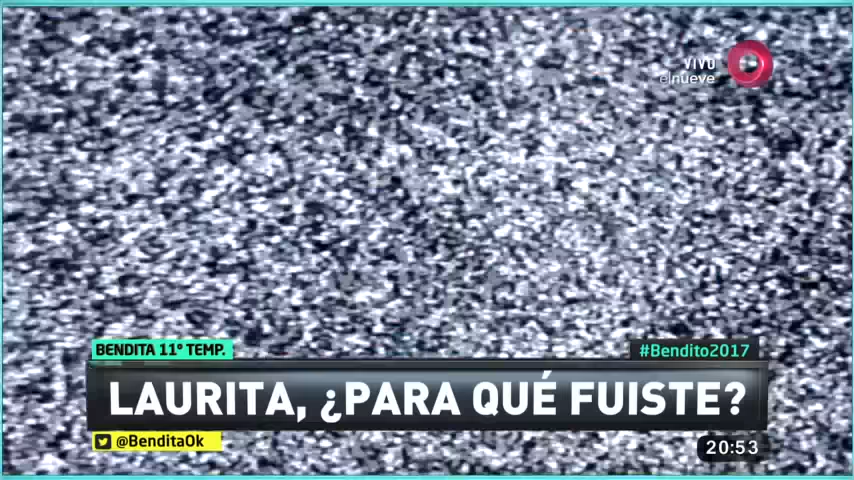 VIVO
elnueve
BENDITA 11° TEMP.
#Bendito2017
LAURITA, ¿PARA QUÉ FUISTE?
@BenditaOk
20:53